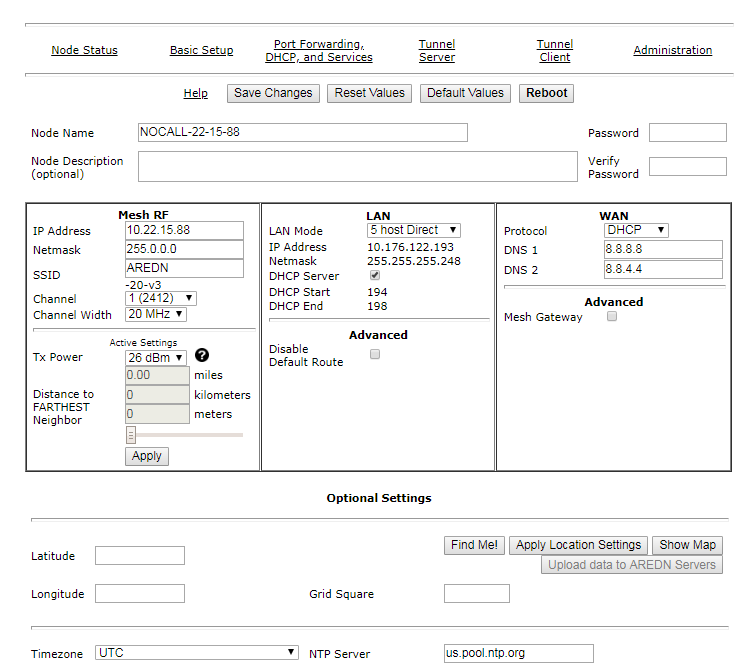 Node Status Basic Setup Port Forwarding, Tunnel Tunnel Administration
DHCP, and Services Server Client
Help Save Changes Reset Values Default Values Reboot
Node Name NOCALL-22-15-88 Password
Node Description Verify
(optional) Password
Mesh RF
IP Address 10.22.15.88
Netmask 255.0.0.0
SSID AREDN
-20-v3
Channel 1 (2412)
Channel Width 20 MHz
Active Settings
Tx Power 26 dBm ?
0.00 miles
Distance to 0 kilometers
FARTHEST
Neighbor 0 meters
Apply
LAN
LAN Mode 5 host Direct
IP Address 10.176.122.193
Netmask 255.255.255.248
DHCP Server
DHCP Start 194
DHCP End 198
Advanced
Disable
Default Route
WAN
Protocol DHCP
DNS 1 8.8.8.8
DNS 2 8.8.4.4
Advanced
Mesh Gateway
Optional Settings
Find Me! Apply Location Settings Show Map
Latitude Upload data to AREDN Servers
Longitude Grid Square
Timezone UTC NTP Server us.pool.ntp.org